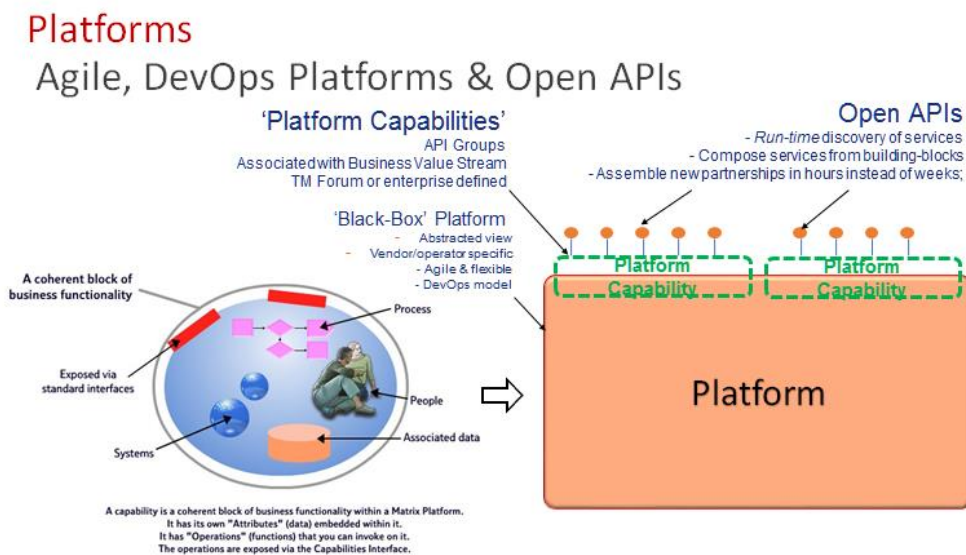 Platforms
Agile, DevOps Platforms & Open APIs
'Platform Capabilities'
API Groups
Associated with Business Value Stream
TM Forum or enterprise defined
Open APIs
- Run-time discovery of services
- Compose services from building-blocks
- Assemble new partnerships in hours instead of weeks;
'Black-Box' Platform
- Abstracted view
- Vendor/operator specific
- Agile & flexible
- DevOps model
Platform
Capability
Platform
Capability
Platform
A coherent block of
business functionality
Process
Exposed via
standard interfaces
People
Associated data
Systems
A capability is a coherent block of business functionality within a Matrix Platform.
It has its own "Attributes" (data) embedded within it.
It has "Operations" (functions) that you can invoke on it.
The operations are exposed via the Capabilities Interface.